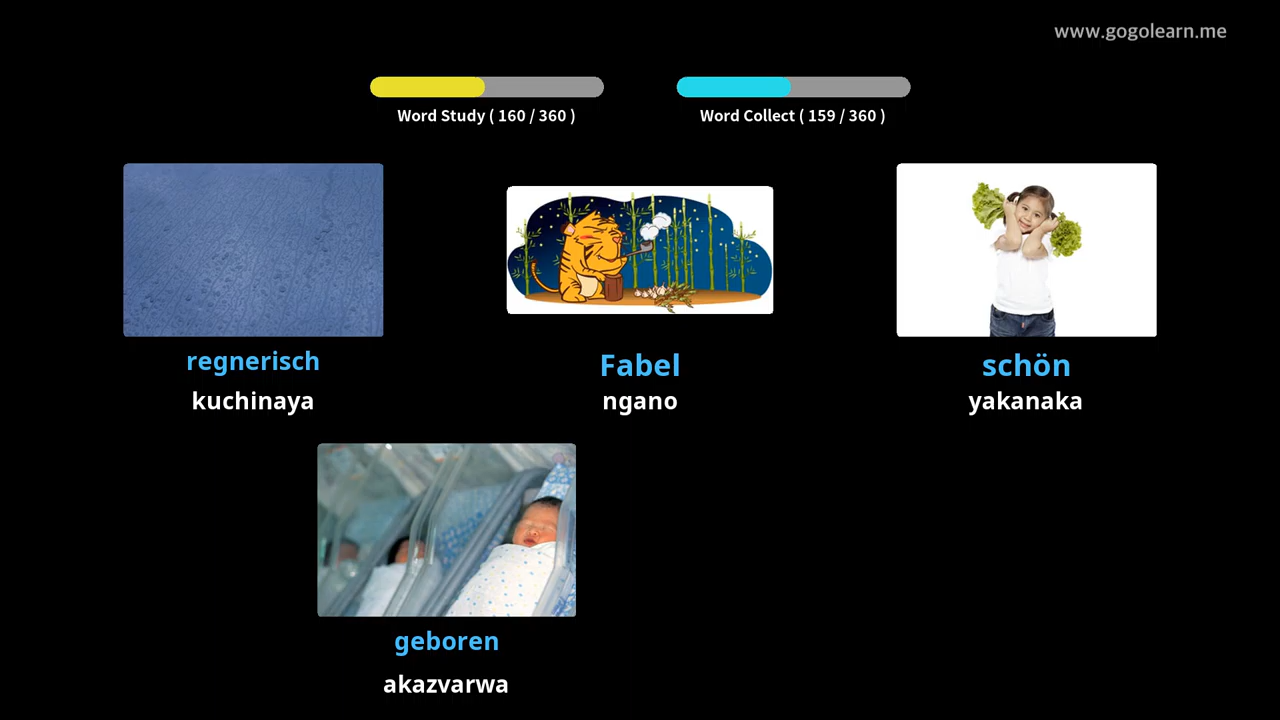 www.gogolearn.me
Word Study ( 160 / 360 )
Word Collect ( 159 / 360 )
regnerisch
kuchinaya
Fabel
ngano
schön
yakanaka
geboren
akazvarwa